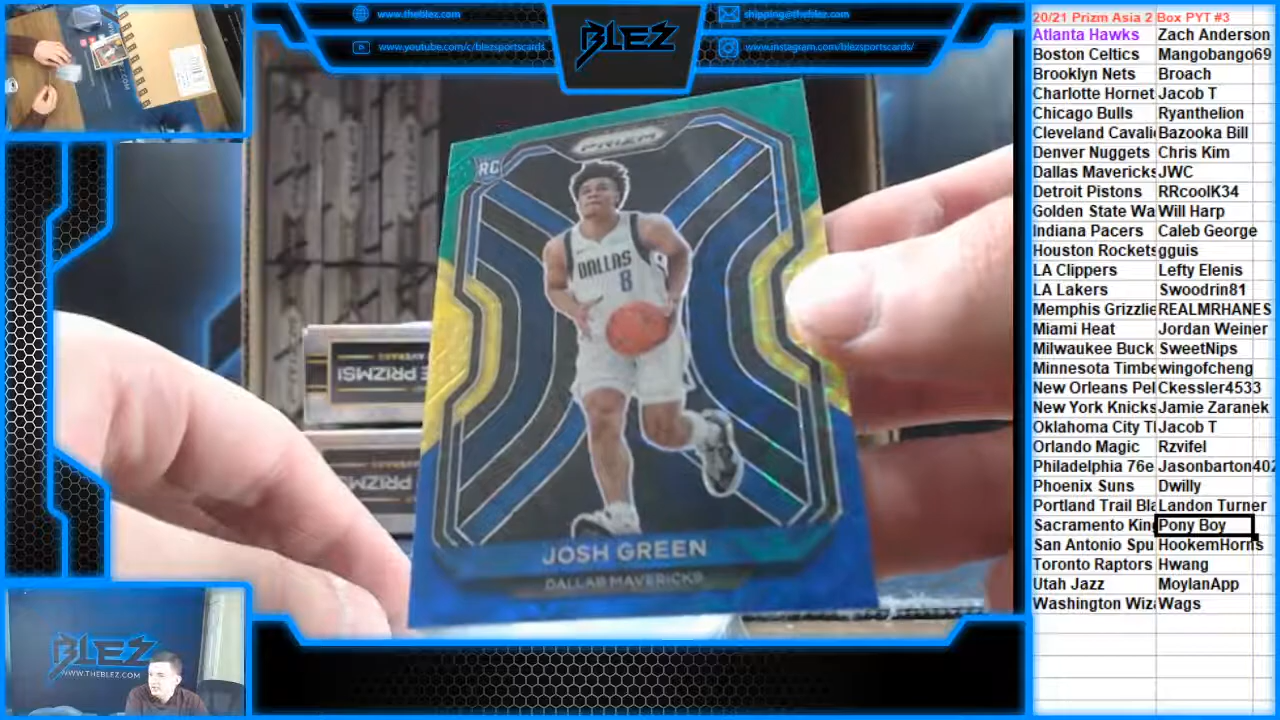 www.theBlez.com
shipping@theblez.com
BLEZ
www.youtube.com/c/blezsportscards
www.instagram.com/blezsportscards/
PRIZM
RC
DALLAS
8
JOSH GREEN
DALLAS MAVERICKS
BLEZ
WWW.THEBLEZ.COM
20/21 Prizm Asia 2 Box PYT #3
Atlanta Hawks Zach Anderson
Boston Celtics Mangobango69
Brooklyn Nets Broach
Charlotte Hornet Jacob T
Chicago Bulls Ryanthelion
Cleveland Cavali Bazooka Bill
Denver Nuggets Chris Kim
Dallas Mavericks JWC
Detroit Pistons RRcoolK34
Golden State Wa Will Harp
Indiana Pacers Caleb George
Houston Rockets gguis
LA Clippers Lefty Elenis
LA Lakers Swoodrin81
Memphis Grizzlie REALMRHANES
Miami Heat Jordan Weiner
Milwaukee Buck SweetNips
Minnesota Timbe wingofcheng
New Orleans Pel Ckessler4533
New York Knicks Jamie Zaranek
Oklahoma City T Jacob T
Orlando Magic Rzvifel
Philadelphia 76e Jasonbarton402
Phoenix Suns Dwilly
Portland Trail Bla Landon Turner
Sacramento King Pony Boy
San Antonio Spu HookemHorns
Toronto Raptors Hwang
Utah Jazz MoylanApp
Washington Wiza Wags